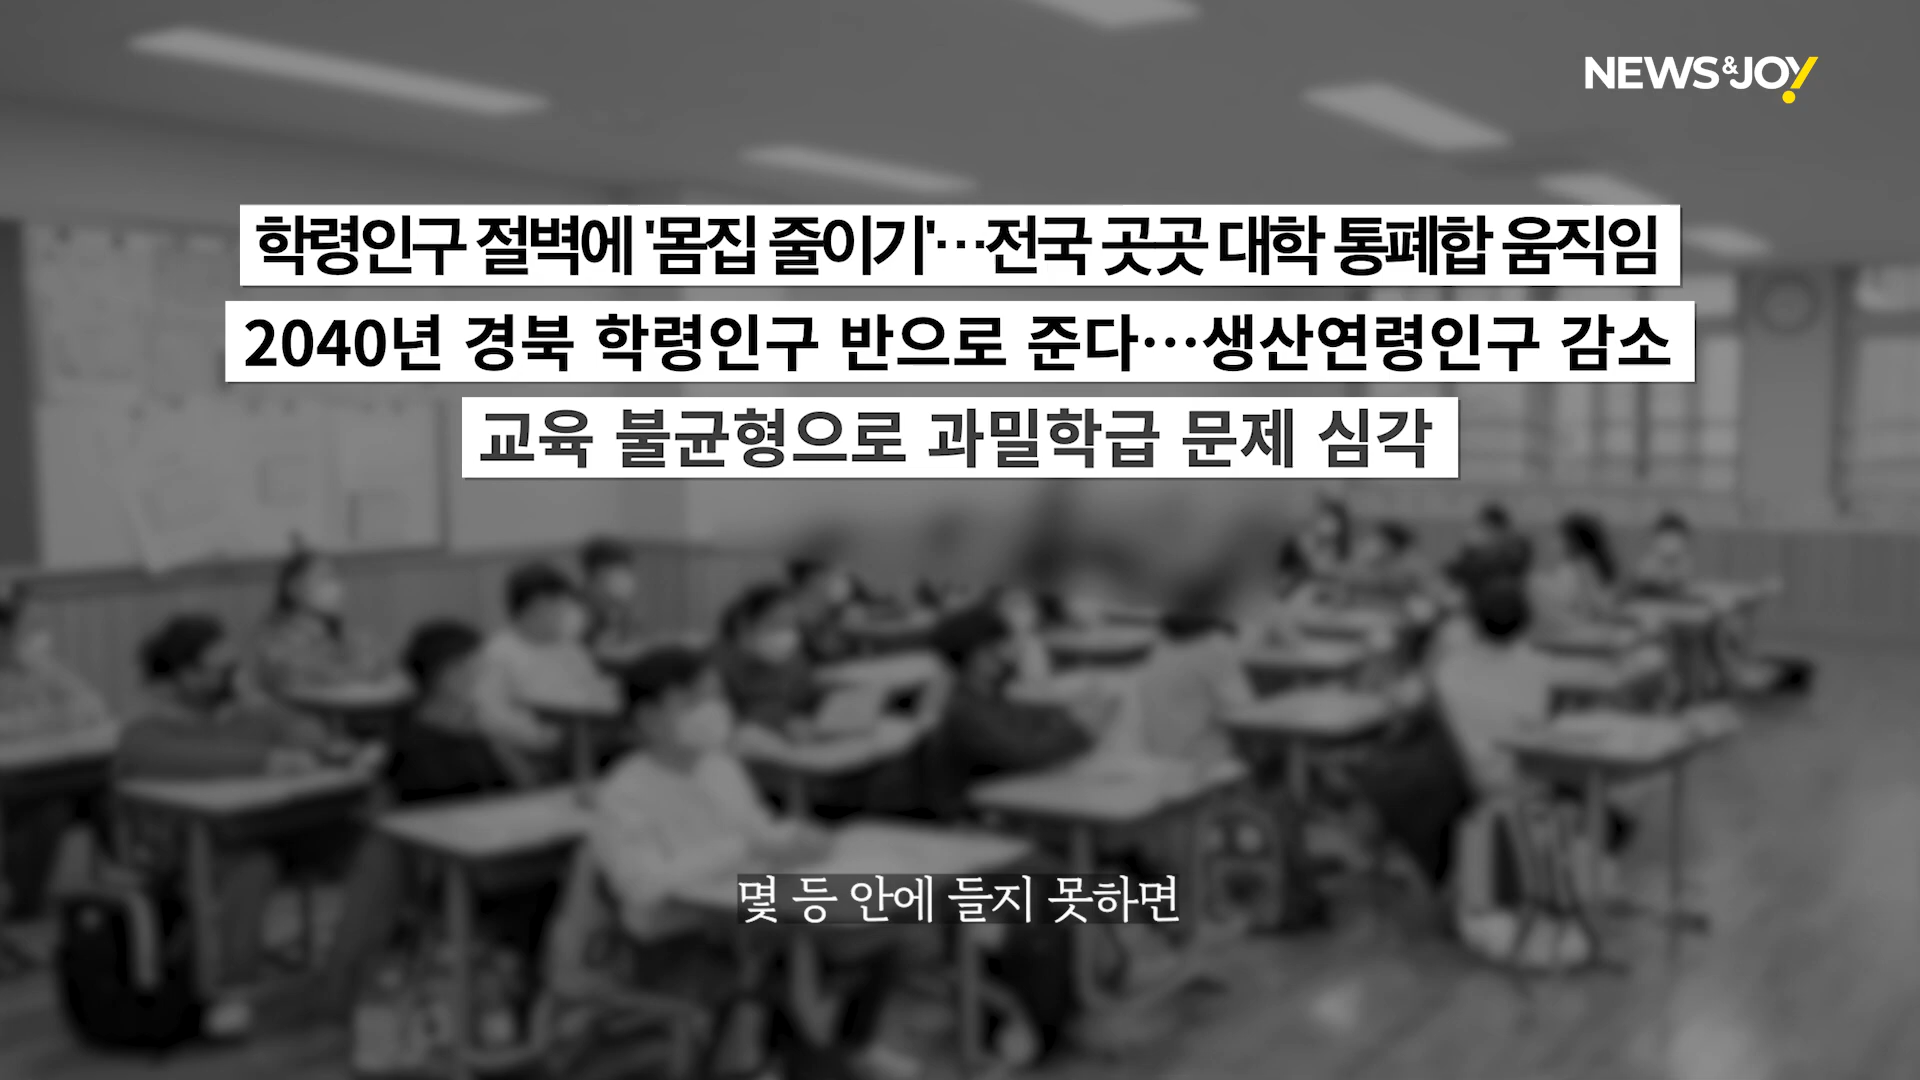 NEWS&JOY
학령인구 절벽에 '몸집 줄이기'…전국 곳곳 대학 통폐합 움직임
2040년 경북 학령인구 반으로 준다…생산연령인구 감소
교육 불균형으로 과밀학급 문제 심각
몇 등 안에 들지 못하면